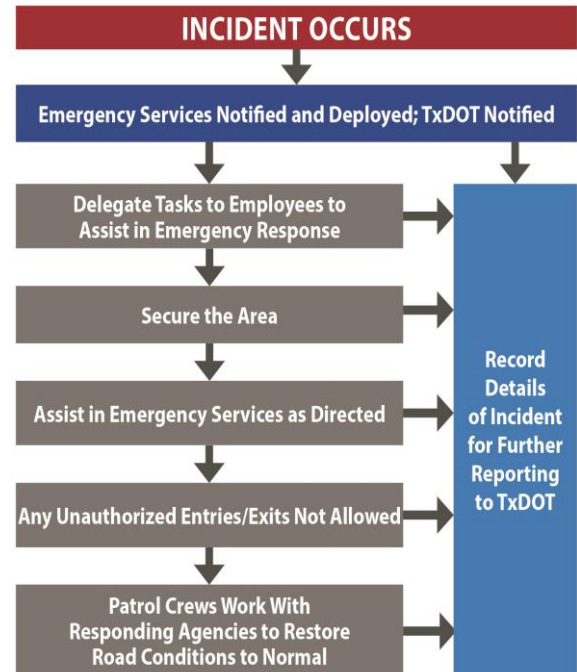 INCIDENT OCCURS
Emergency Services Notified and Deployed; TxDOT Notified
Delegate Tasks to Employees to
Assist in Emergency Response
Secure the Area
Assist in Emergency Services as Directed
Any Unauthorized Entries/Exits Not Allowed
Patrol Crews Work With
Responding Agencies to Restore
Road Conditions to Normal
Record
Details
of Incident
for Further
Reporting
to TxDOT